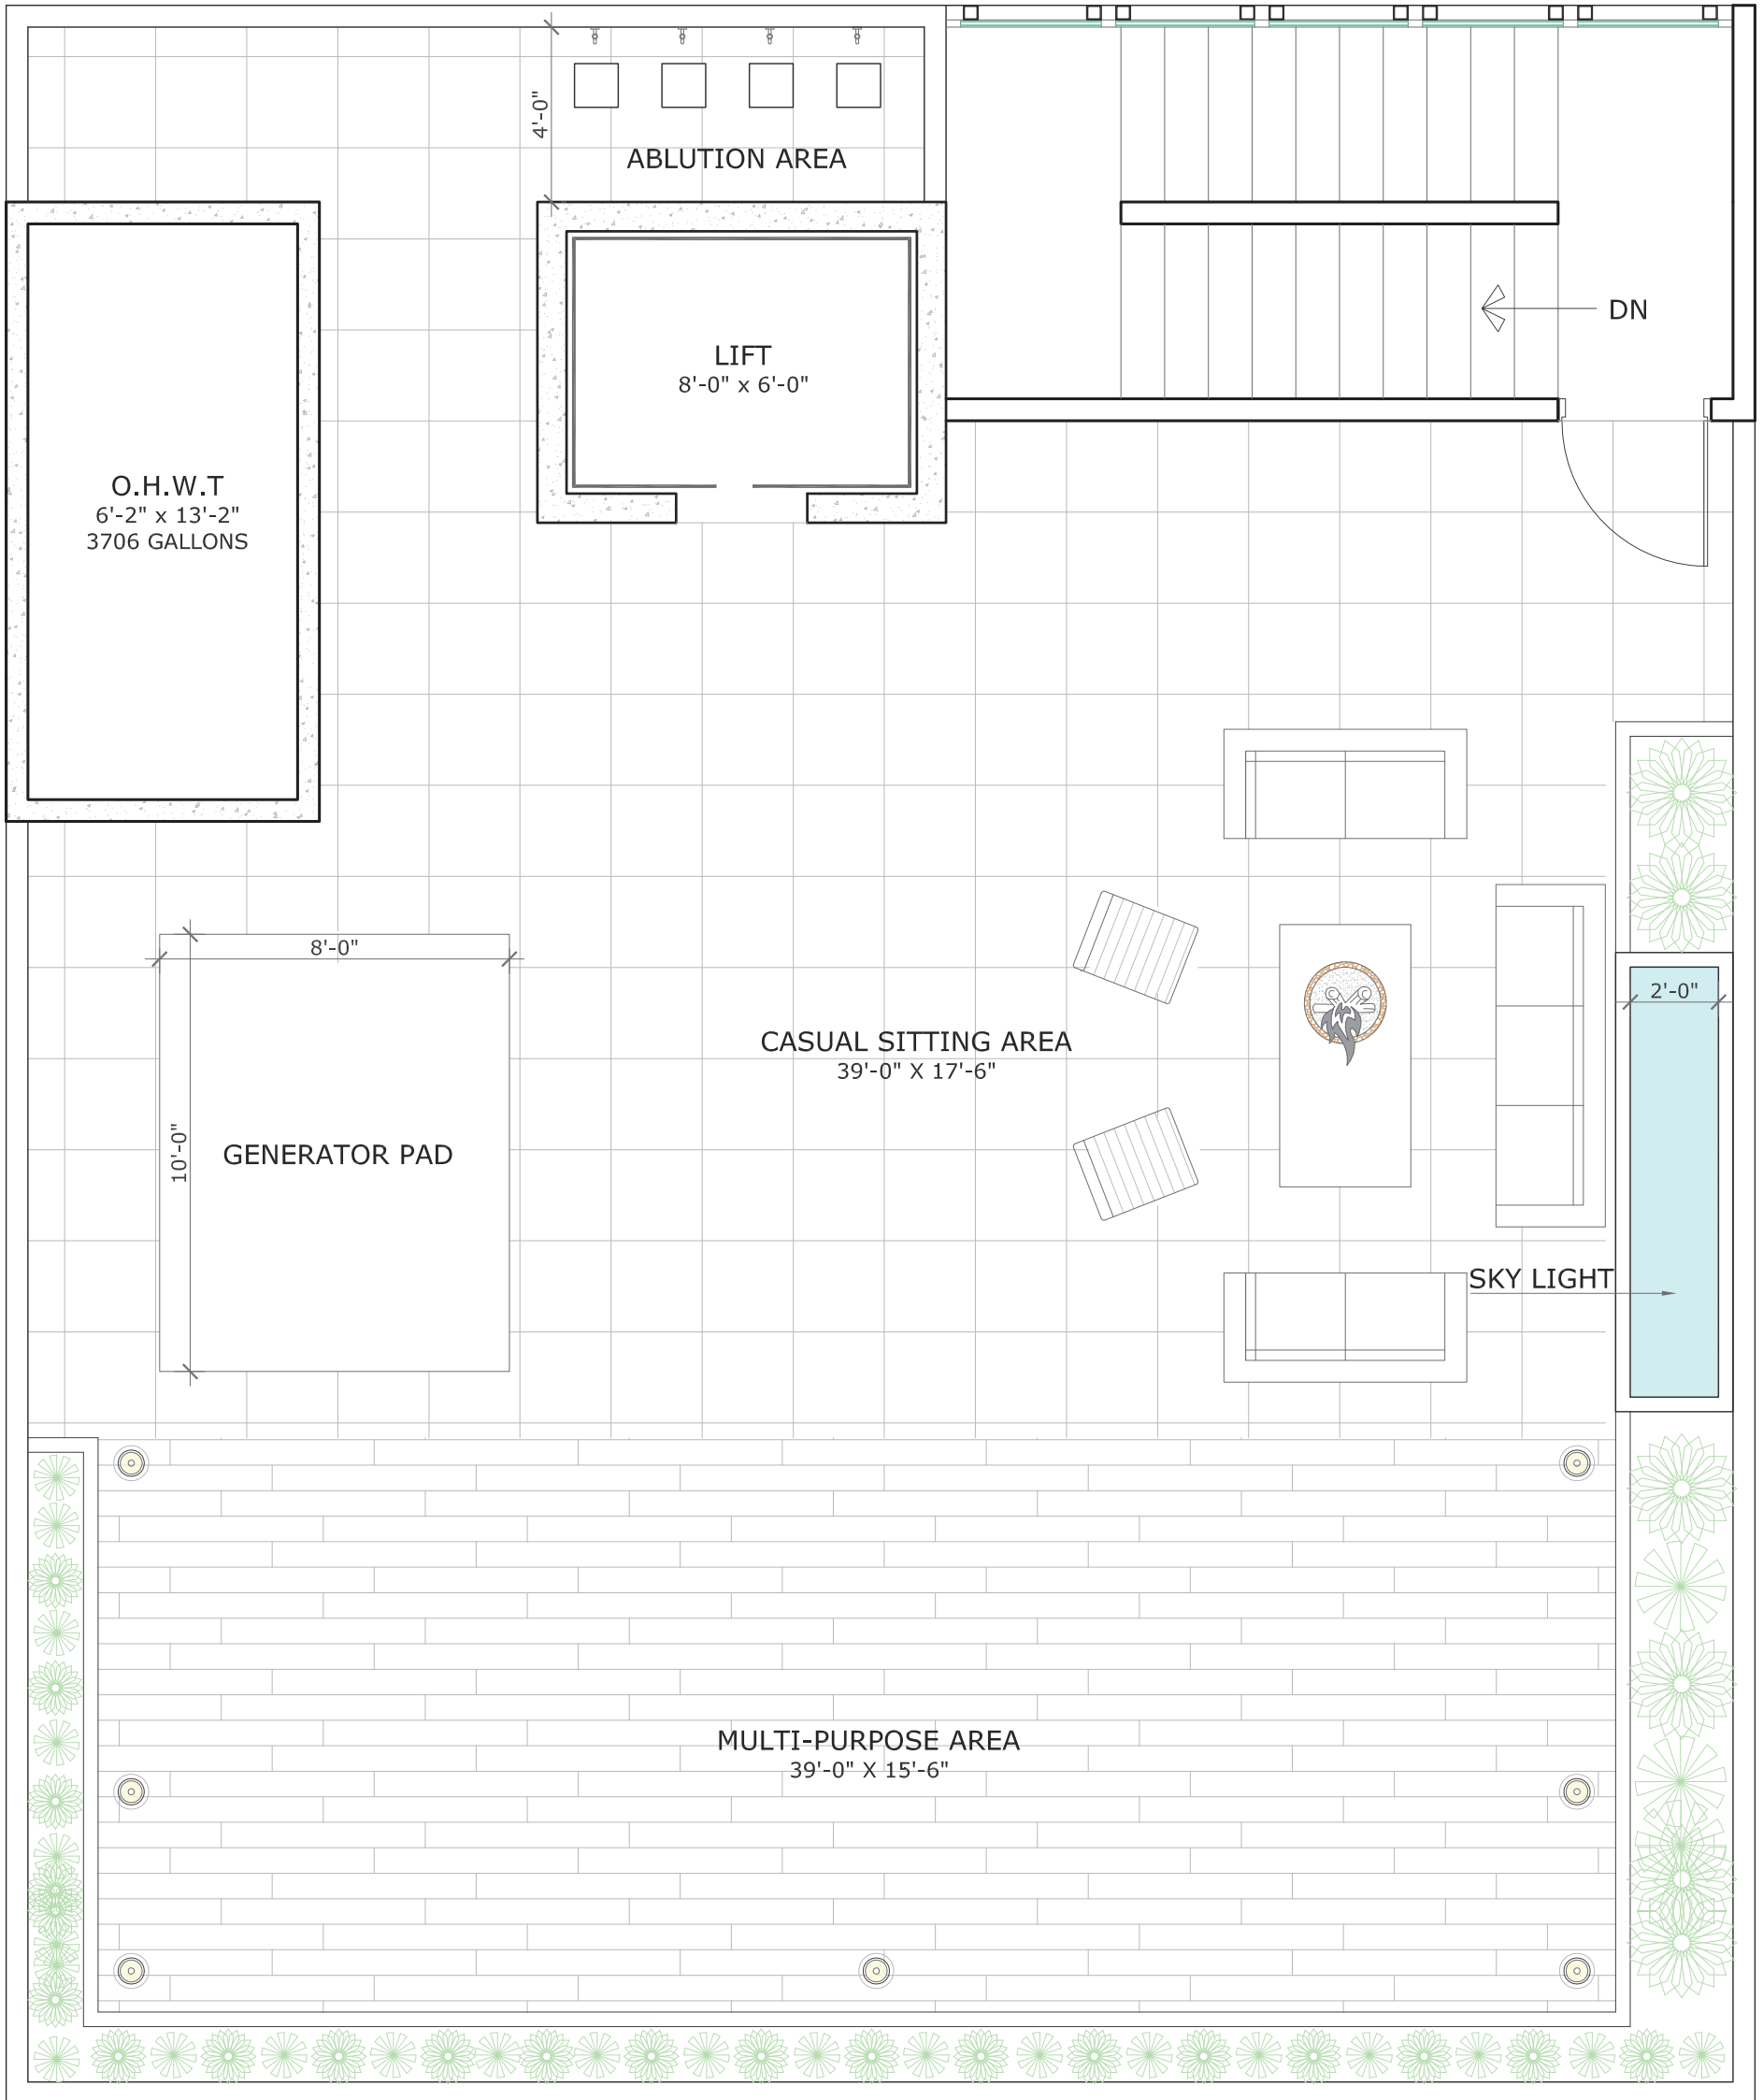 4'-0"
ABLUTION AREA
DN
LIFT
8'-0" x 6'-0"
O.H.W.T
6'-2" x 13'-2"
3706 GALLONS
8'-0"
2'-0"
CASUAL SITTING AREA
39'-0" X 17'-6"
10'-0"
GENERATOR PAD
SKY LIGHT
MULTI-PURPOSE AREA
39'-0" X 15'-6"